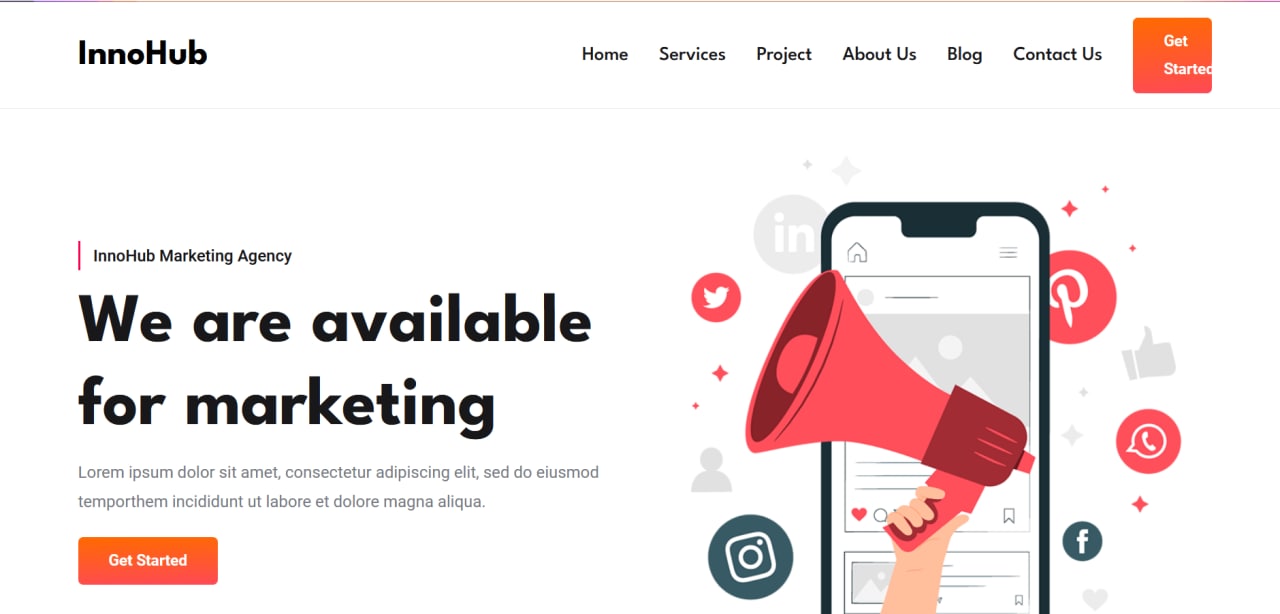 InnoHub
Home Services Project About Us Blog Contact Us
Get
Started
InnoHub Marketing Agency
We are available
for marketing
Lorem ipsum dolor sit amet, consectetur adipiscing elit, sed do eiusmod
temporthem incididunt ut labore et dolore magna aliqua.
Get Started
in